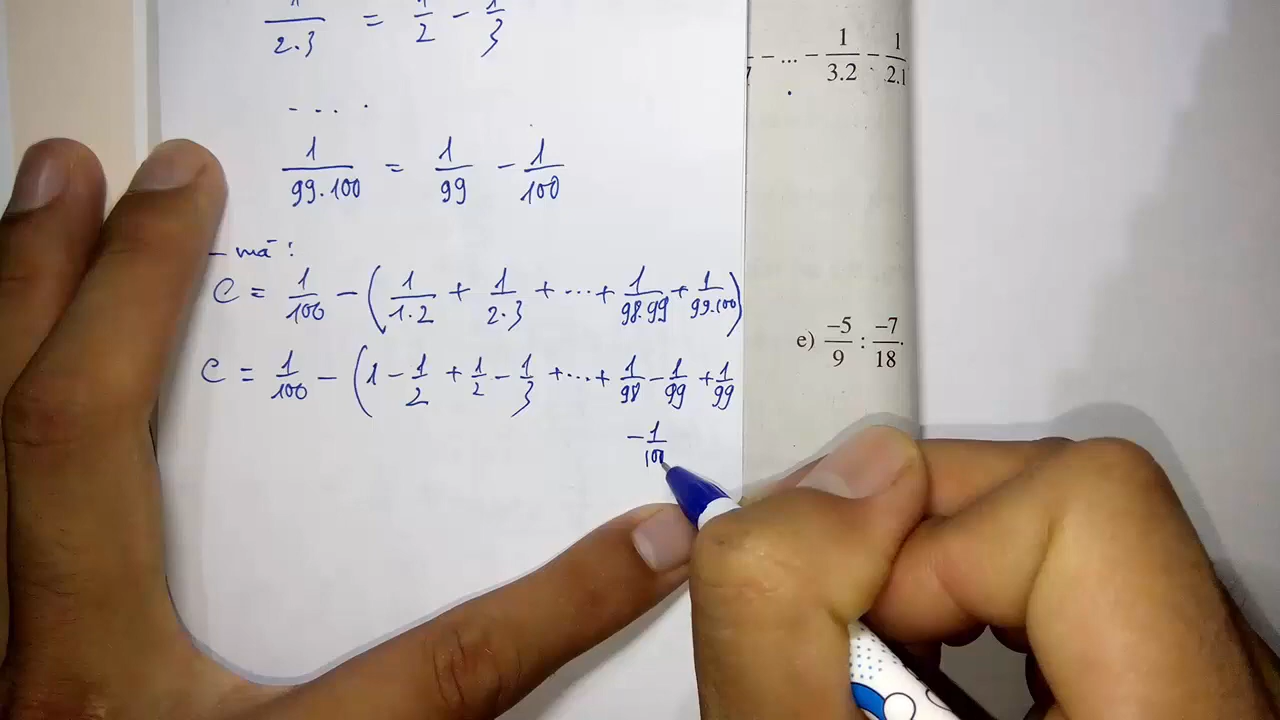 1/2.3 = 1/2 - 1/3
....
1/99.100 = 1/99 - 1/100
- mà :
C = 1/100 - (1/1.2 + 1/2.3 + ... + 1/98.99 + 1/99.100)
C = 1/100 - (1 - 1/2 + 1/2 - 1/3 + ... + 1/98 - 1/99 + 1/99
- 1/100
- ... - 1/3.2 - 1/2.1
e) -5/9 : -7/18.